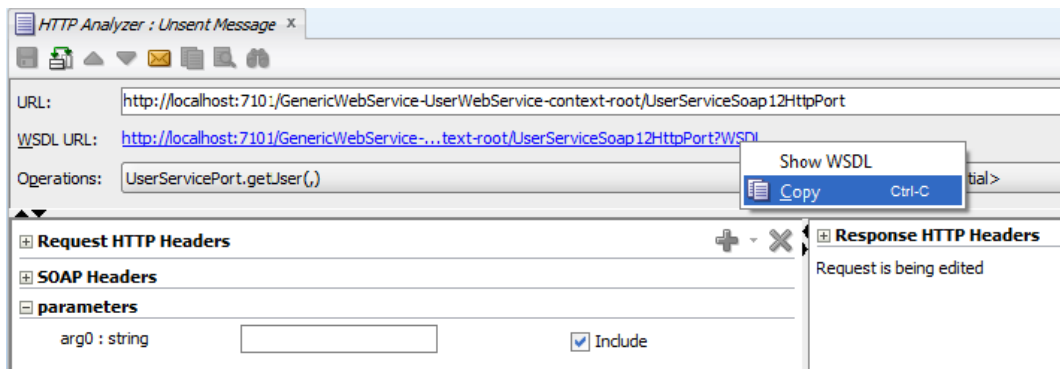 HTTP Analyzer : Unsent Message x
URL: http://localhost:7101/GenericWebService-UserWebService-context-root/UserServiceSoap12HttpPort
WSDL URL: http://localhost:7101/GenericWebService-...text-root/UserServiceSoap12HttpPort?WSDL
Show WSDL
Operations: UserServicePort.getUser(,) tial>
Copy Ctrl-C
Request HTTP Headers
Response HTTP Headers
SOAP Headers
Request is being edited
parameters
arg0 : string Include